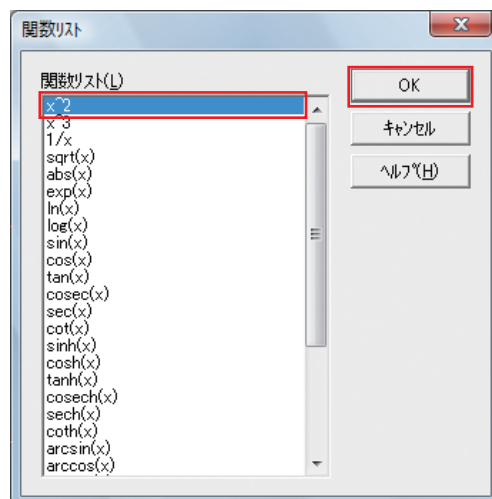 関数リスト
関数リスト(L)
x^2
x^3
1/x
sqrt(x)
abs(x)
exp(x)
ln(x)
log(x)
sin(x)
cos(x)
tan(x)
cosec(x)
sec(x)
cot(x)
sinh(x)
cosh(x)
tanh(x)
cosech(x)
sech(x)
coth(x)
arcsin(x)
arccos(x)
OK
キャンセル
ヘルプ(H)